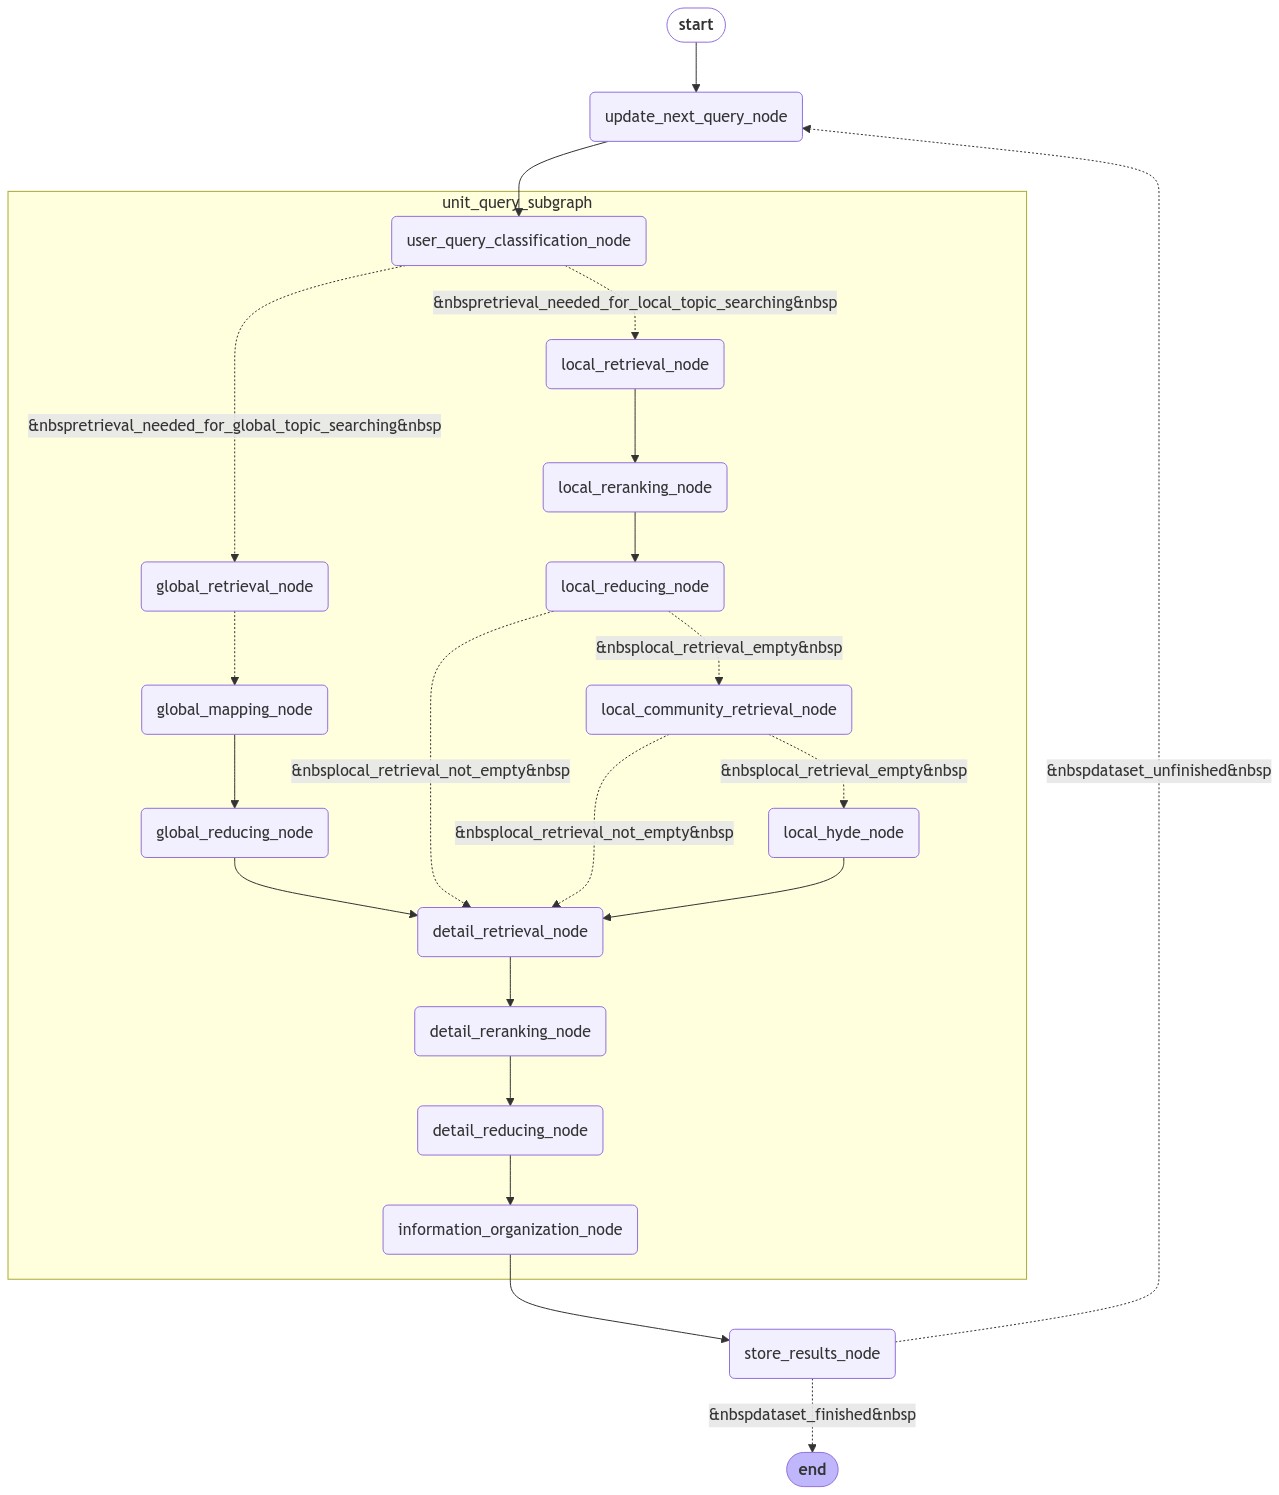 start
update_next_query_node
unit_query_subgraph
user_query_classification_node
&nbspretrieval_needed_for_local_topic_searching&nbsp
local_retrieval_node
&nbspretrieval_needed_for_global_topic_searching&nbsp
local_reranking_node
global_retrieval_node
local_reducing_node
&nbsplocal_retrieval_empty&nbsp
global_mapping_node
local_community_retrieval_node
&nbsplocal_retrieval_not_empty&nbsp
&nbsplocal_retrieval_empty&nbsp
&nbspdataset_unfinished&nbsp
global_reducing_node
&nbsplocal_retrieval_not_empty&nbsp
local_hyde_node
detail_retrieval_node
detail_reranking_node
detail_reducing_node
information_organization_node
store_results_node
&nbspdataset_finished&nbsp
end